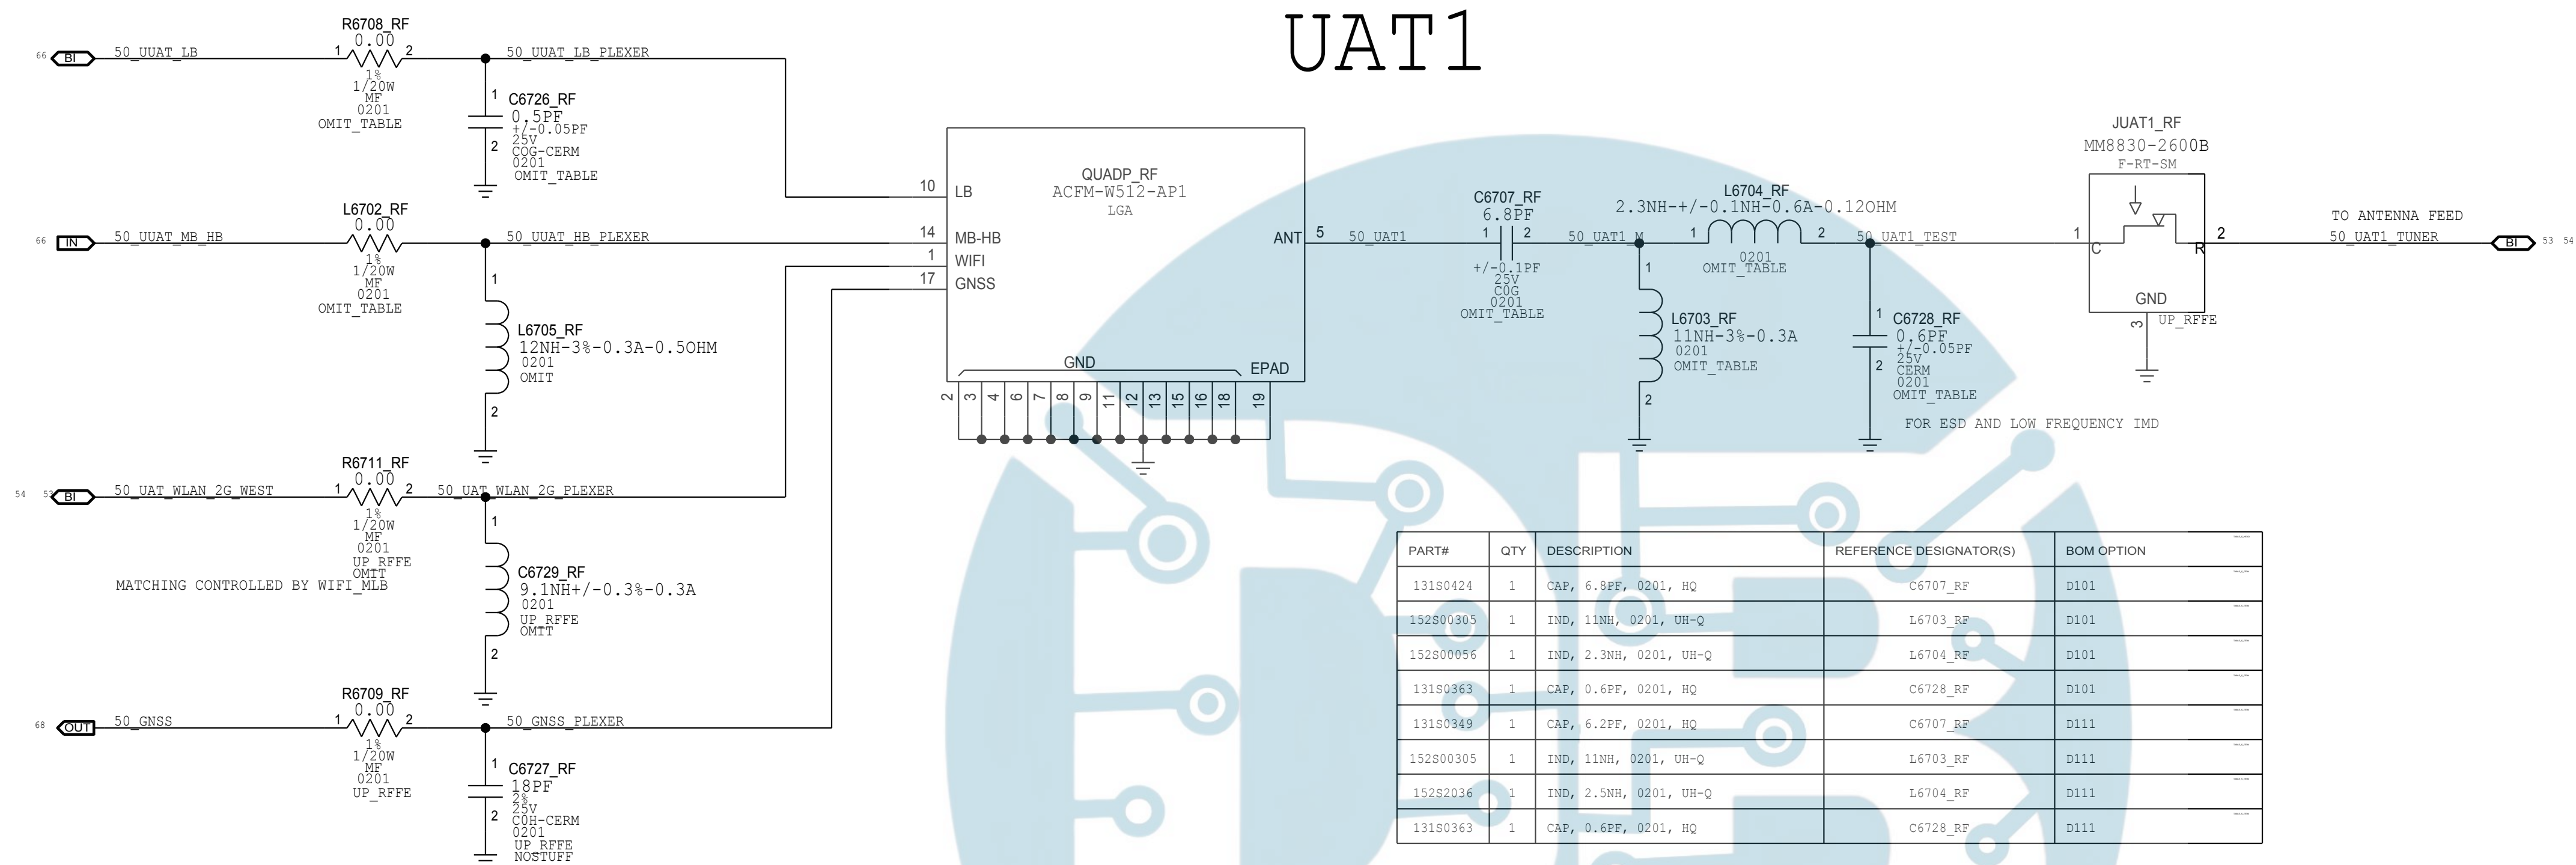 UAT1
R6708_RF
0.00
66 BI 50_UUAT_LB 1 2 50_UUAT_LB_PLEXER
1%
1/20W
MF
0201
OMIT_TABLE
1
C6726_RF
0.5PF
+/-0.05PF
25V
2 COG-CERM
0201
OMIT_TABLE
L6702_RF
0.00
66 IN 50_UUAT_MB_HB 1 2 50_UUAT_HB_PLEXER
1%
1/20W
MF
0201
OMIT_TABLE
1
L6705_RF
12NH-3%-0.3A-0.5OHM
0201
OMIT
2
R6711_RF
0.00
54 53 BI 50_UAT_WLAN_2G_WEST 1 2 50_UAT_WLAN_2G_PLEXER
1%
1/20W
MF
0201
UP_RFFE
OMIT
MATCHING CONTROLLED BY WIFI_MLB
1
C6729_RF
9.1NH+/-0.3%-0.3A
0201
UP_RFFE
OMIT
2
R6709_RF
0.00
68 OUT 50_GNSS 1 2 50_GNSS_PLEXER
1%
1/20W
MF
0201
UP_RFFE
1
C6727_RF
18PF
2%
25V
2 C0H-CERM
0201
UP_RFFE
NOSTUFF
QUADP_RF
ACFM-W512-AP1
LGA
10 LB
14 MB-HB
1 WIFI
17 GNSS
ANT 5 50_UAT1
GND
EPAD
2 3 4 6 7 8 9 11 12 13 15 16 18 19
C6707_RF
6.8PF
1 2
+/-0.1PF
25V
C0G
0201
OMIT_TABLE
50_UAT1_M
L6704_RF
2.3NH-+/-0.1NH-0.6A-0.12OHM
1 2
0201
OMIT_TABLE
50_UAT1_TEST
1
L6703_RF
11NH-3%-0.3A
0201
OMIT_TABLE
2
1
C6728_RF
0.6PF
+/-0.05PF
25V
2 CERM
0201
OMIT_TABLE
FOR ESD AND LOW FREQUENCY IMD
JUAT1_RF
MM8830-2600B
F-RT-SM
1 C R 2
GND
3 UP_RFFE
TO ANTENNA FEED
50_UAT1_TUNER BI 53 54
PART# QTY DESCRIPTION REFERENCE DESIGNATOR(S) BOM OPTION
131S0424 1 CAP, 6.8PF, 0201, HQ C6707_RF D101
152S00305 1 IND, 11NH, 0201, UH-Q L6703_RF D101
152S00056 1 IND, 2.3NH, 0201, UH-Q L6704_RF D101
131S0363 1 CAP, 0.6PF, 0201, HQ C6728_RF D101
131S0349 1 CAP, 6.2PF, 0201, HQ C6707_RF D111
152S00305 1 IND, 11NH, 0201, UH-Q L6703_RF D111
152S2036 1 IND, 2.5NH, 0201, UH-Q L6704_RF D111
131S0363 1 CAP, 0.6PF, 0201, HQ C6728_RF D111